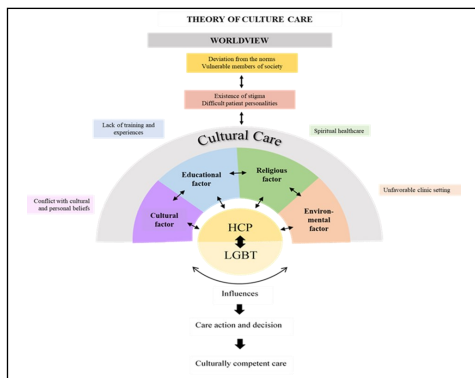 THEORY OF CULTURE CARE
WORLDVIEW
Deviation from the norms
Vulnerable members of society
Existence of stigma
Difficult patient personalities
Lack of training and
experiences
Spiritual healthcare
Cultural Care
Educational
factor
Religious
factor
Conflict with cultural
and personal beliefs
Unfavorable clinic setting
Cultural
factor
Environ-
mental
factor
HCP
LGBT
Influences
Care action and decision
Culturally competent care